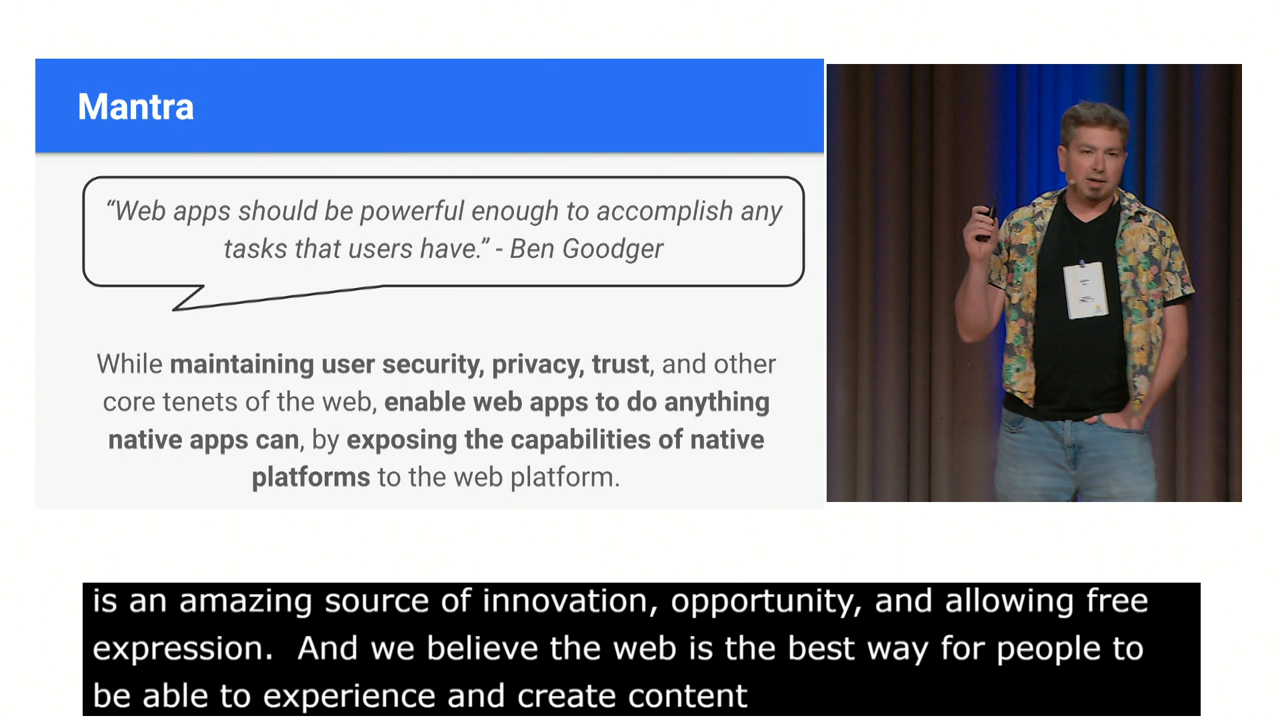 Mantra
“Web apps should be powerful enough to accomplish any
tasks that users have.” - Ben Goodger
While maintaining user security, privacy, trust, and other
core tenets of the web, enable web apps to do anything
native apps can, by exposing the capabilities of native
platforms to the web platform.
is an amazing source of innovation, opportunity, and allowing free
expression.  And we believe the web is the best way for people to
be able to experience and create content